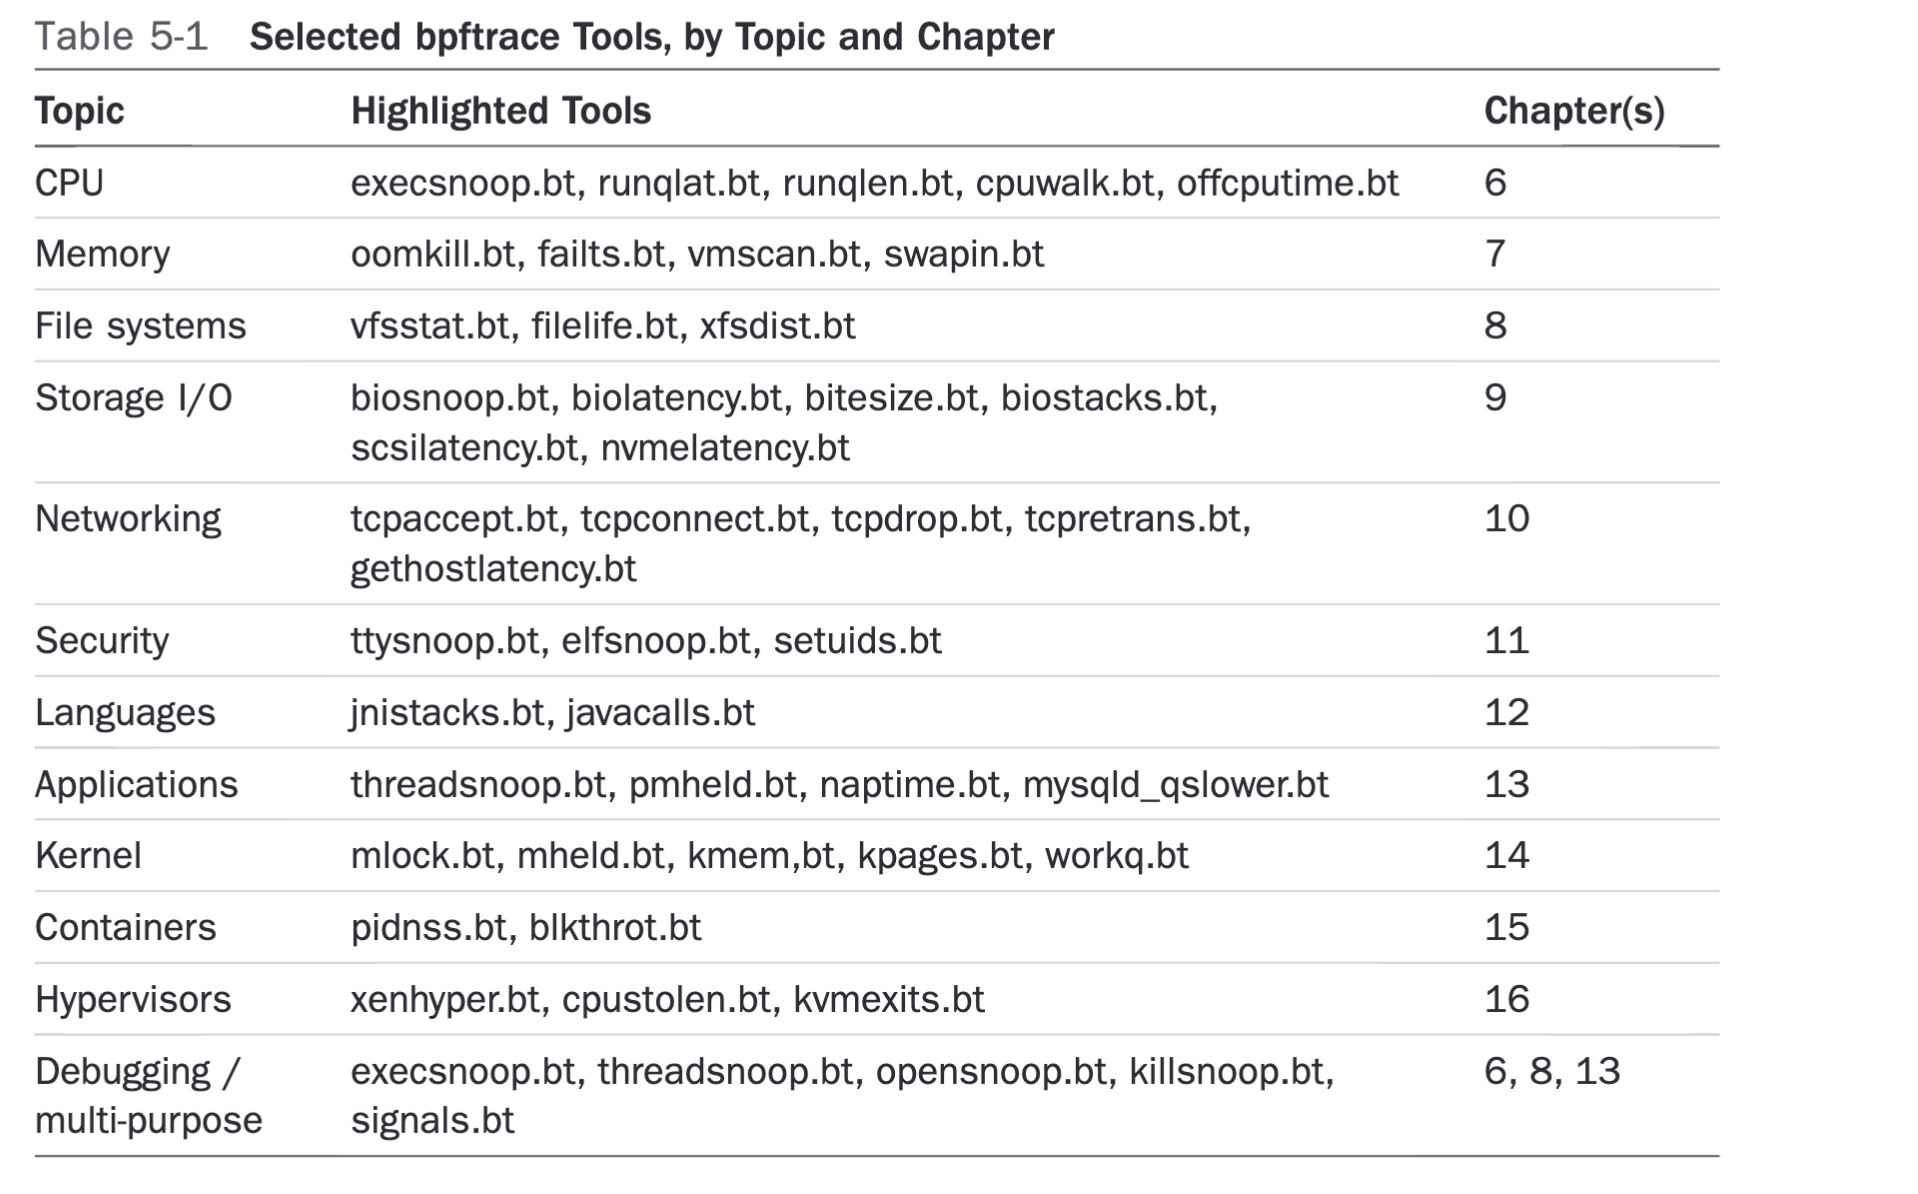 Table 5-1 Selected bpftrace Tools, by Topic and Chapter
Topic Highlighted Tools Chapter(s)
CPU execsnoop.bt, runqlat.bt, runqlen.bt, cpuwalk.bt, offcputime.bt 6
Memory oomkill.bt, failts.bt, vmscan.bt, swapin.bt 7
File systems vfsstat.bt, filelife.bt, xfsdist.bt 8
Storage I/O biosnoop.bt, biolatency.bt, bitesize.bt, biostacks.bt, 9
scsilatency.bt, nvmelatency.bt
Networking tcpaccept.bt, tcpconnect.bt, tcpdrop.bt, tcpretrans.bt, 10
gethostlatency.bt
Security ttysnoop.bt, elfsnoop.bt, setuids.bt 11
Languages jnistacks.bt, javacalls.bt 12
Applications threadsnoop.bt, pmheld.bt, naptime.bt, mysqld_qslower.bt 13
Kernel mlock.bt, mheld.bt, kmem,bt, kpages.bt, workq.bt 14
Containers pidnss.bt, blkthrot.bt 15
Hypervisors xenhyper.bt, cpustolen.bt, kvmexits.bt 16
Debugging / execsnoop.bt, threadsnoop.bt, opensnoop.bt, killsnoop.bt, 6, 8, 13
multi-purpose signals.bt